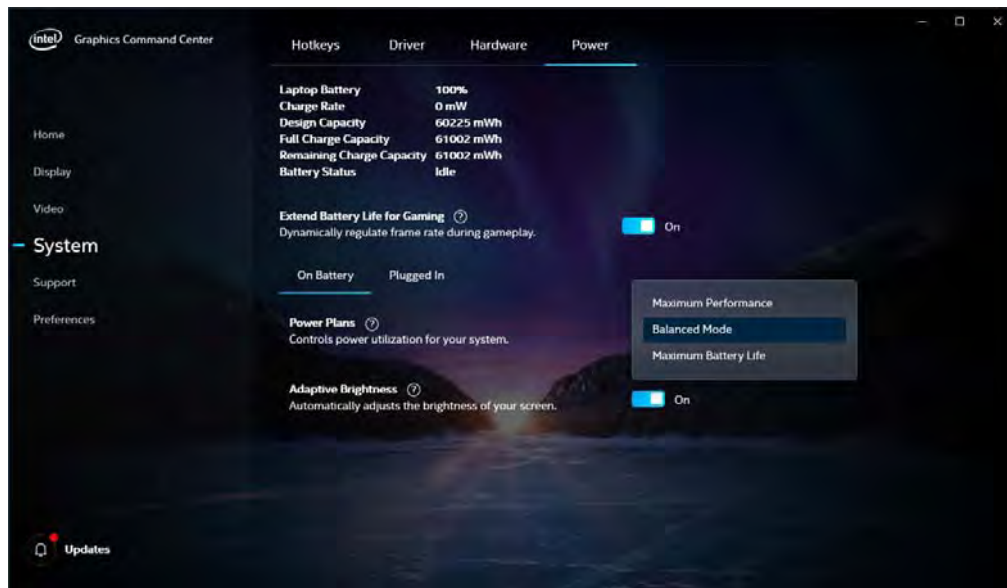 intel Graphics Command Center
Hotkeys Driver Hardware Power
Home
Display
Video
System
Support
Preferences
Updates
Laptop Battery 100%
Charge Rate 0 mW
Design Capacity 60225 mWh
Full Charge Capacity 61002 mWh
Remaining Charge Capacity 61002 mWh
Battery Status Idle
Extend Battery Life for Gaming ?
Dynamically regulate frame rate during gameplay.
On
On Battery Plugged In
Power Plans ?
Controls power utilization for your system.
Maximum Performance
Balanced Mode
Maximum Battery Life
Adaptive Brightness ?
Automatically adjusts the brightness of your screen.
On